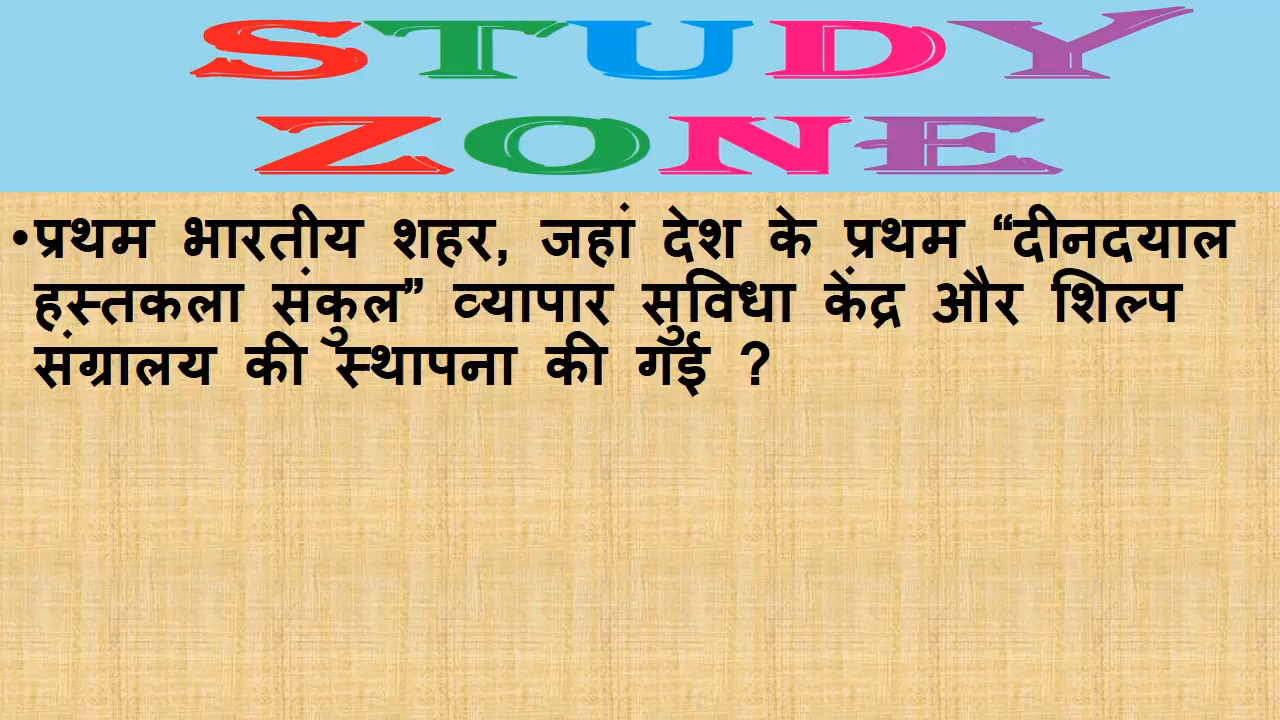 STUDY
ZONE
•प्रथम भारतीय शहर, जहां देश के प्रथम “दीनदयाल
हस्तकला संकुल” व्यापार सुविधा केंद्र और शिल्प
संग्रालय की स्थापना की गई ?